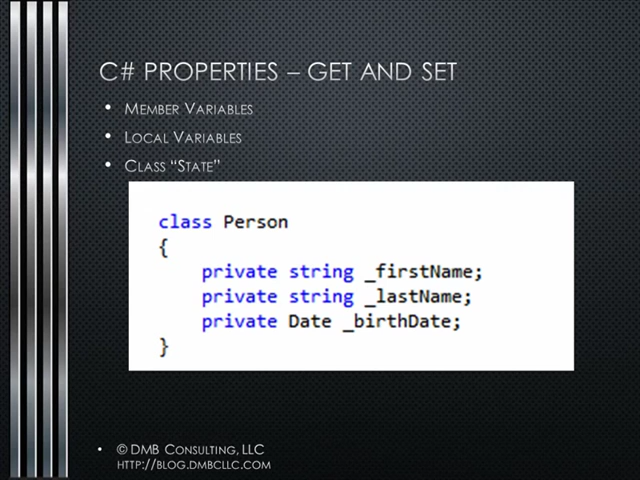 C# PROPERTIES – GET AND SET
• MEMBER VARIABLES
• LOCAL VARIABLES
• CLASS “STATE”
class Person
{
    private string _firstName;
    private string _lastName;
    private Date _birthDate;
}
• © DMB CONSULTING, LLC
HTTP://BLOG.DMBCLLC.COM